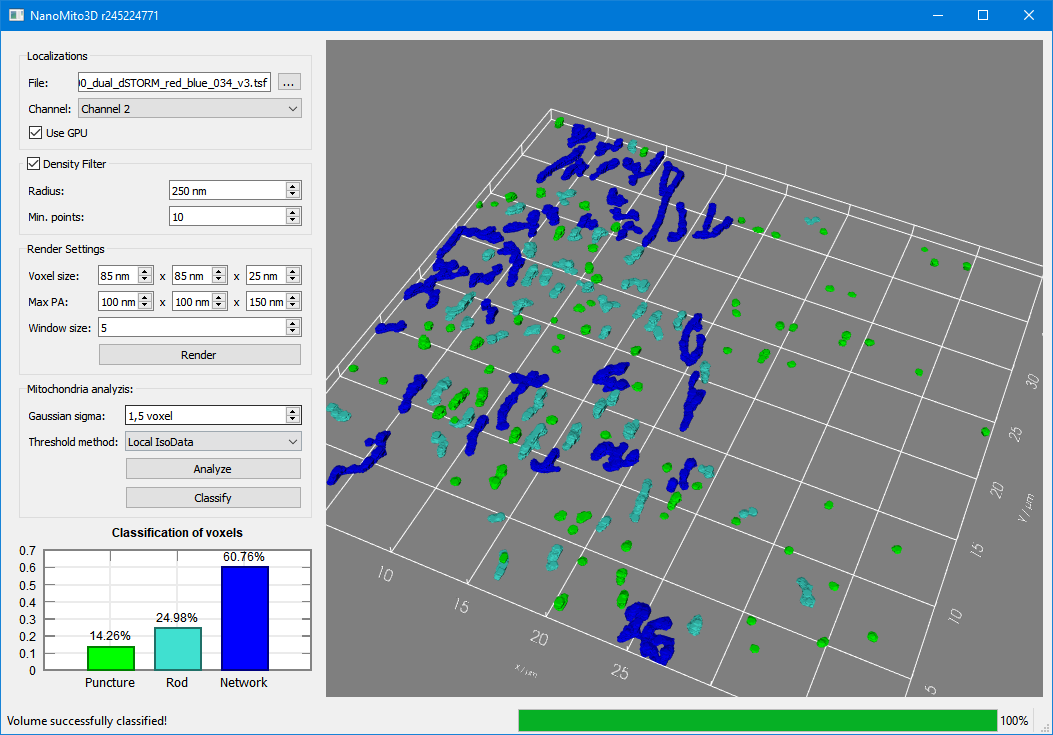 NanoMito3D r245224771
Localizations
File: 00_dual_dSTORM_red_blue_034_v3.tsf ...
Channel: Channel 2
Use GPU
Density Filter
Radius: 250 nm
Min. points: 10
Render Settings
Voxel size: 85 nm x 85 nm x 25 nm
Max PA: 100 nm x 100 nm x 150 nm
Window size: 5
Render
Mitochondria analyzis:
Gaussian sigma: 1,5 voxel
Threshold method: Local IsoData
Analyze
Classify
Classification of voxels
0.7
0.6
0.5
0.4
0.3
0.2
0.1
0
14.26%
24.98%
60.76%
Puncture Rod Network
10
15
20
25
x / µm
5
10
15
20
25
30
Y / µm
Volume successfully classified!
100%